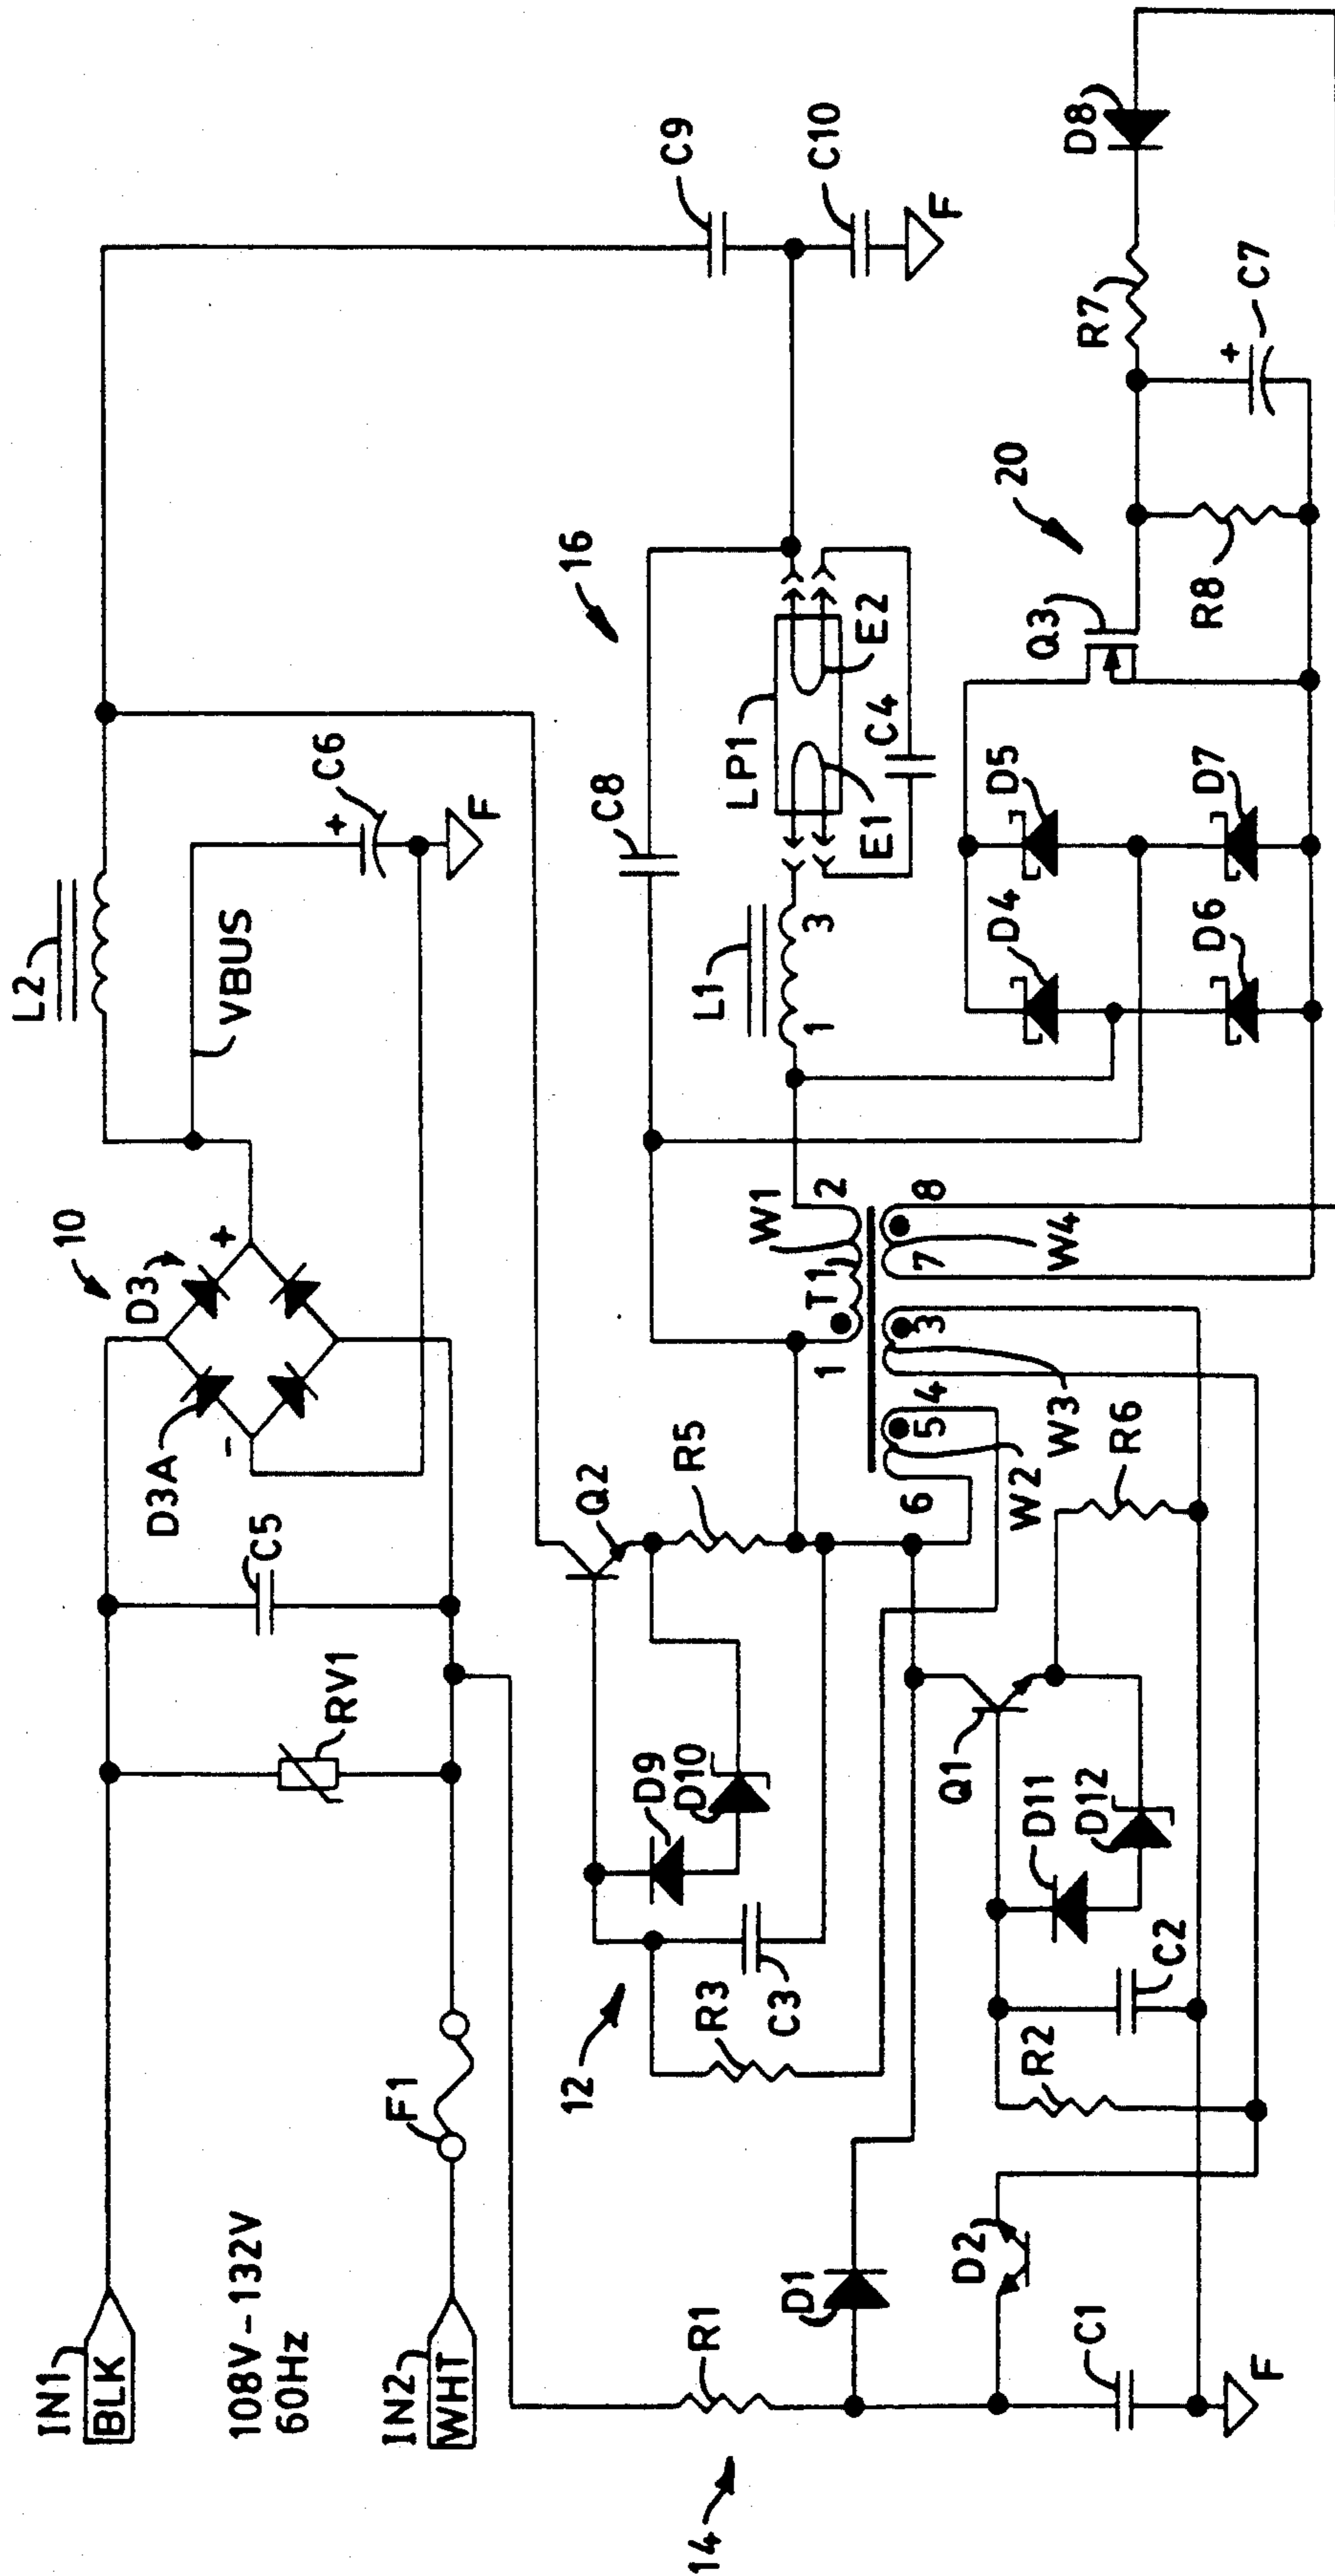 IN1
BLK
108V-132V
60Hz
IN2
WHT
F1
RV1
C5
D3A
D3
10
-
+
L2
VBUS
C6
+
F
C9
C10
F
14
R1
D1
D2
C1
F
12
R3
C3
D9
D10
Q2
R5
R2
C2
D11
D12
Q1
R6
W1
T1
1
2
6
5
4
3
7
8
W2
W3
W4
16
C8
L1
1
3
LP1
E1
E2
C4
D4
D5
D6
D7
20
Q3
R8
R7
C7
+
D8